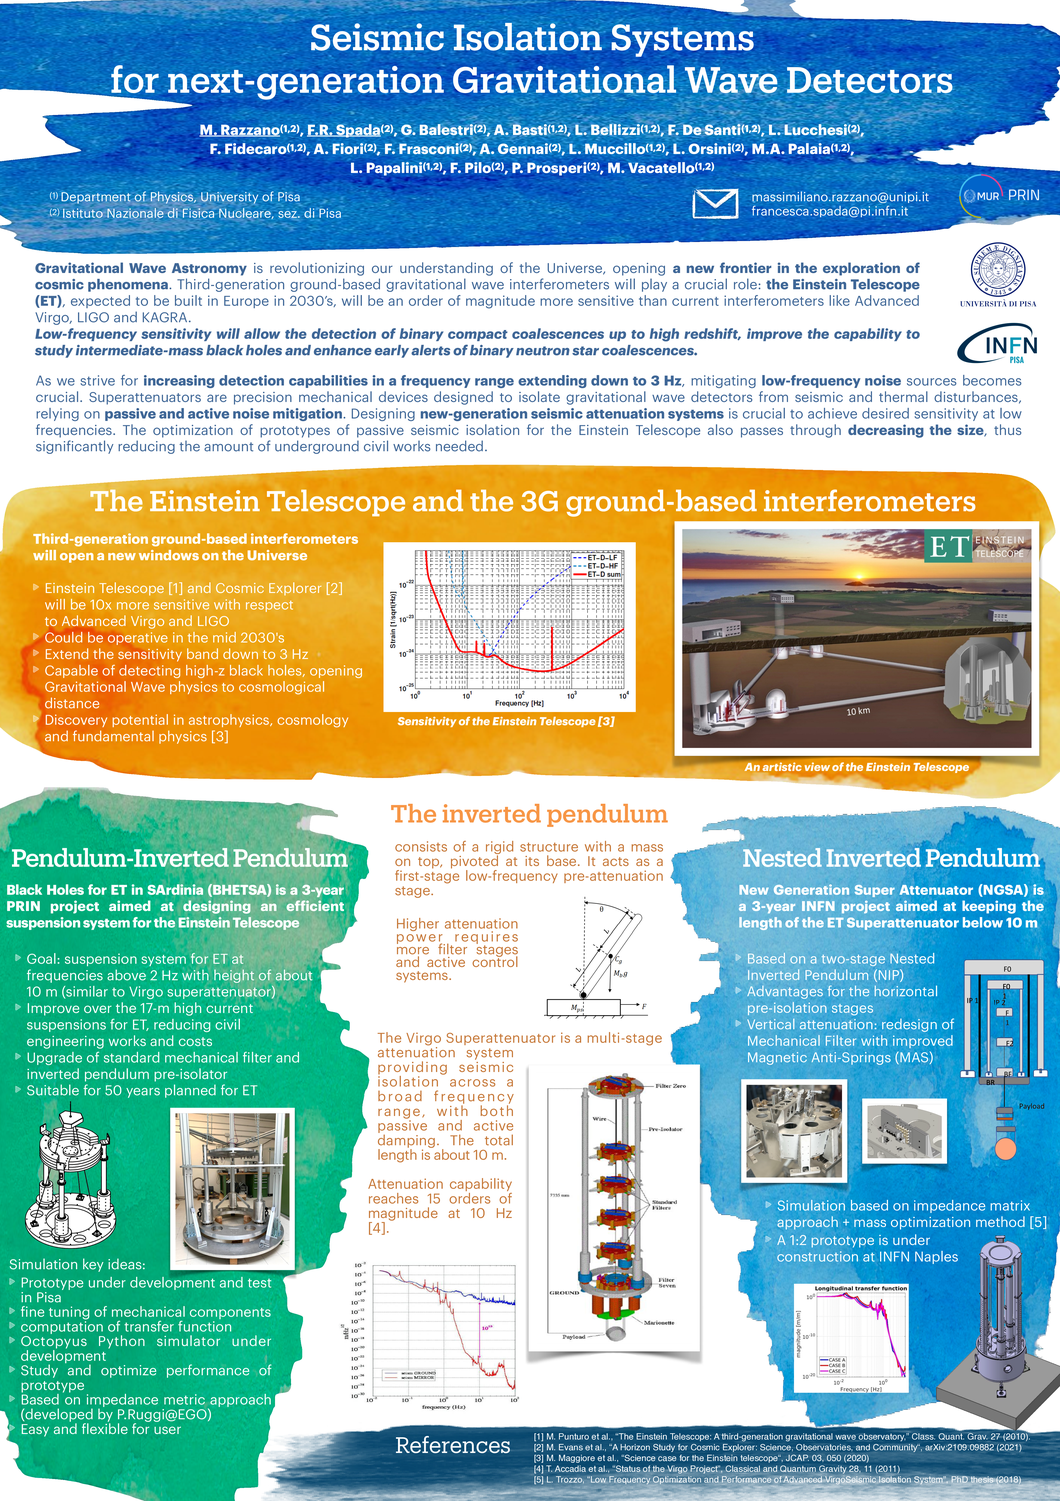 Seismic Isolation Systems
for next-generation Gravitational Wave Detectors
M. Razzano(1,2), F.R. Spada(2), G. Balestri(2), A. Basti(1,2), L. Bellizzi(1,2), F. De Santi(1,2), L. Lucchesi(2),
F. Fidecaro(1,2), A. Fiori(2), F. Frasconi(2), A. Gennai(2), L. Muccillo(1,2), L. Orsini(2), M.A. Palaia(1,2),
L. Papalini(1,2), F. Pilo(2), P. Prosperi(2), M. Vacatello(1,2)
(1) Department of Physics, University of Pisa
(2) Istituto Nazionale di Fisica Nucleare, sez. di Pisa
massimiliano.razzano@unipi.it
francesca.spada@pi.infn.it
MUR PRIN
Gravitational Wave Astronomy is revolutionizing our understanding of the Universe, opening a new frontier in the exploration of
cosmic phenomena. Third-generation ground-based gravitational wave interferometers will play a crucial role: the Einstein Telescope
(ET), expected to be built in Europe in 2030's, will be an order of magnitude more sensitive than current interferometers like Advanced
Virgo, LIGO and KAGRA.
Low-frequency sensitivity will allow the detection of binary compact coalescences up to high redshift, improve the capability to
study intermediate-mass black holes and enhance early alerts of binary neutron star coalescences.
UNIVERSITÀ DI PISA
INFN
PISA
As we strive for increasing detection capabilities in a frequency range extending down to 3 Hz, mitigating low-frequency noise sources becomes
crucial. Superattenuators are precision mechanical devices designed to isolate gravitational wave detectors from seismic and thermal disturbances,
relying on passive and active noise mitigation. Designing new-generation seismic attenuation systems is crucial to achieve desired sensitivity at low
frequencies. The optimization of prototypes of passive seismic isolation for the Einstein Telescope also passes through decreasing the size, thus
significantly reducing the amount of underground civil works needed.
The Einstein Telescope and the 3G ground-based interferometers
Third-generation ground-based interferometers
will open a new windows on the Universe
Einstein Telescope [1] and Cosmic Explorer [2]
will be 10x more sensitive with respect
to Advanced Virgo and LIGO
Could be operative in the mid 2030's
Extend the sensitivity band down to 3 Hz
Capable of detecting high-z black holes, opening
Gravitational Wave physics to cosmological
distance
Discovery potential in astrophysics, cosmology
and fundamental physics [3]
ET-D-LF
ET-D-HF
ET-D sum
Strain [1/sqrt(Hz)]
10^-22
10^-23
10^-24
10^-25
10^0 10^1 10^2 10^3 10^4
Frequency [Hz]
Sensitivity of the Einstein Telescope [3]
ET EINSTEIN
TELESCOPE
10 km
An artistic view of the Einstein Telescope
Pendulum-Inverted Pendulum
Black Holes for ET in SArdinia (BHETSA) is a 3-year
PRIN project aimed at designing an efficient
suspension system for the Einstein Telescope
Goal: suspension system for ET at
frequencies above 2 Hz with height of about
10 m (similar to Virgo superattenuator)
Improve over the 17-m high current
suspensions for ET, reducing civil
engineering works and costs
Upgrade of standard mechanical filter and
inverted pendulum pre-isolator
Suitable for 50 years planned for ET
Simulation key ideas:
Prototype under development and test
in Pisa
fine tuning of mechanical components
computation of transfer function
Octopyus Python simulator under
development
Study and optimize performance of
prototype
Based on impedance metric approach
(developed by P.Ruggi@EGO)
Easy and flexible for user
The inverted pendulum
consists of a rigid structure with a mass
on top, pivoted at its base. It acts as a
first-stage low-frequency pre-attenuation
stage.
Higher attenuation
power requires
more filter stages
and active control
systems.
θ
L
C_g
L
M_b g
M_p
F
The Virgo Superattenuator is a multi-stage
attenuation system
providing seismic
isolation across a
broad frequency
range, with both
passive and active
damping. The total
length is about 10 m.
Attenuation capability
reaches 15 orders of
magnitude at 10 Hz
[4].
Filter Zero
Wire
Pre-Isolator
Standard
Filters
Filter
Seven
GROUND
Marionette
Payload
frequency (Hz)
Nested Inverted Pendulum
New Generation Super Attenuator (NGSA) is
a 3-year INFN project aimed at keeping the
length of the ET Superattenuator below 10 m
Based on a two-stage Nested
Inverted Pendulum (NIP)
Advantages for the horizontal
pre-isolation stages
Vertical attenuation: redesign of
Mechanical Filter with improved
Magnetic Anti-Springs (MAS)
F0
IP 1
IP 2
BR
Payload
Simulation based on impedance matrix
approach + mass optimization method [5]
A 1:2 prototype is under
construction at INFN Naples
Longitudinal transfer function
magnitude [m/m]
CASE A
CASE B
CASE C
Frequency [Hz]
References
[1] M. Punturo et al., "The Einstein Telescope: A third-generation gravitational wave observatory," Class. Quant. Grav. 27 (2010).
[2] M. Evans et al., "A Horizon Study for Cosmic Explorer: Science, Observatories, and Community", arXiv:2109.09882 (2021)
[3] M. Maggiore et al., "Science case for the Einstein telescope", JCAP. 03, 050 (2020)
[4] T. Accadia et al., "Status of the Virgo Project", Classical and Quantum Gravity 28, 11 (2011)
[5] L. Trozzo, "Low Frequency Optimization and Performance of Advanced VirgoSeismic Isolation System", PhD thesis (2018)